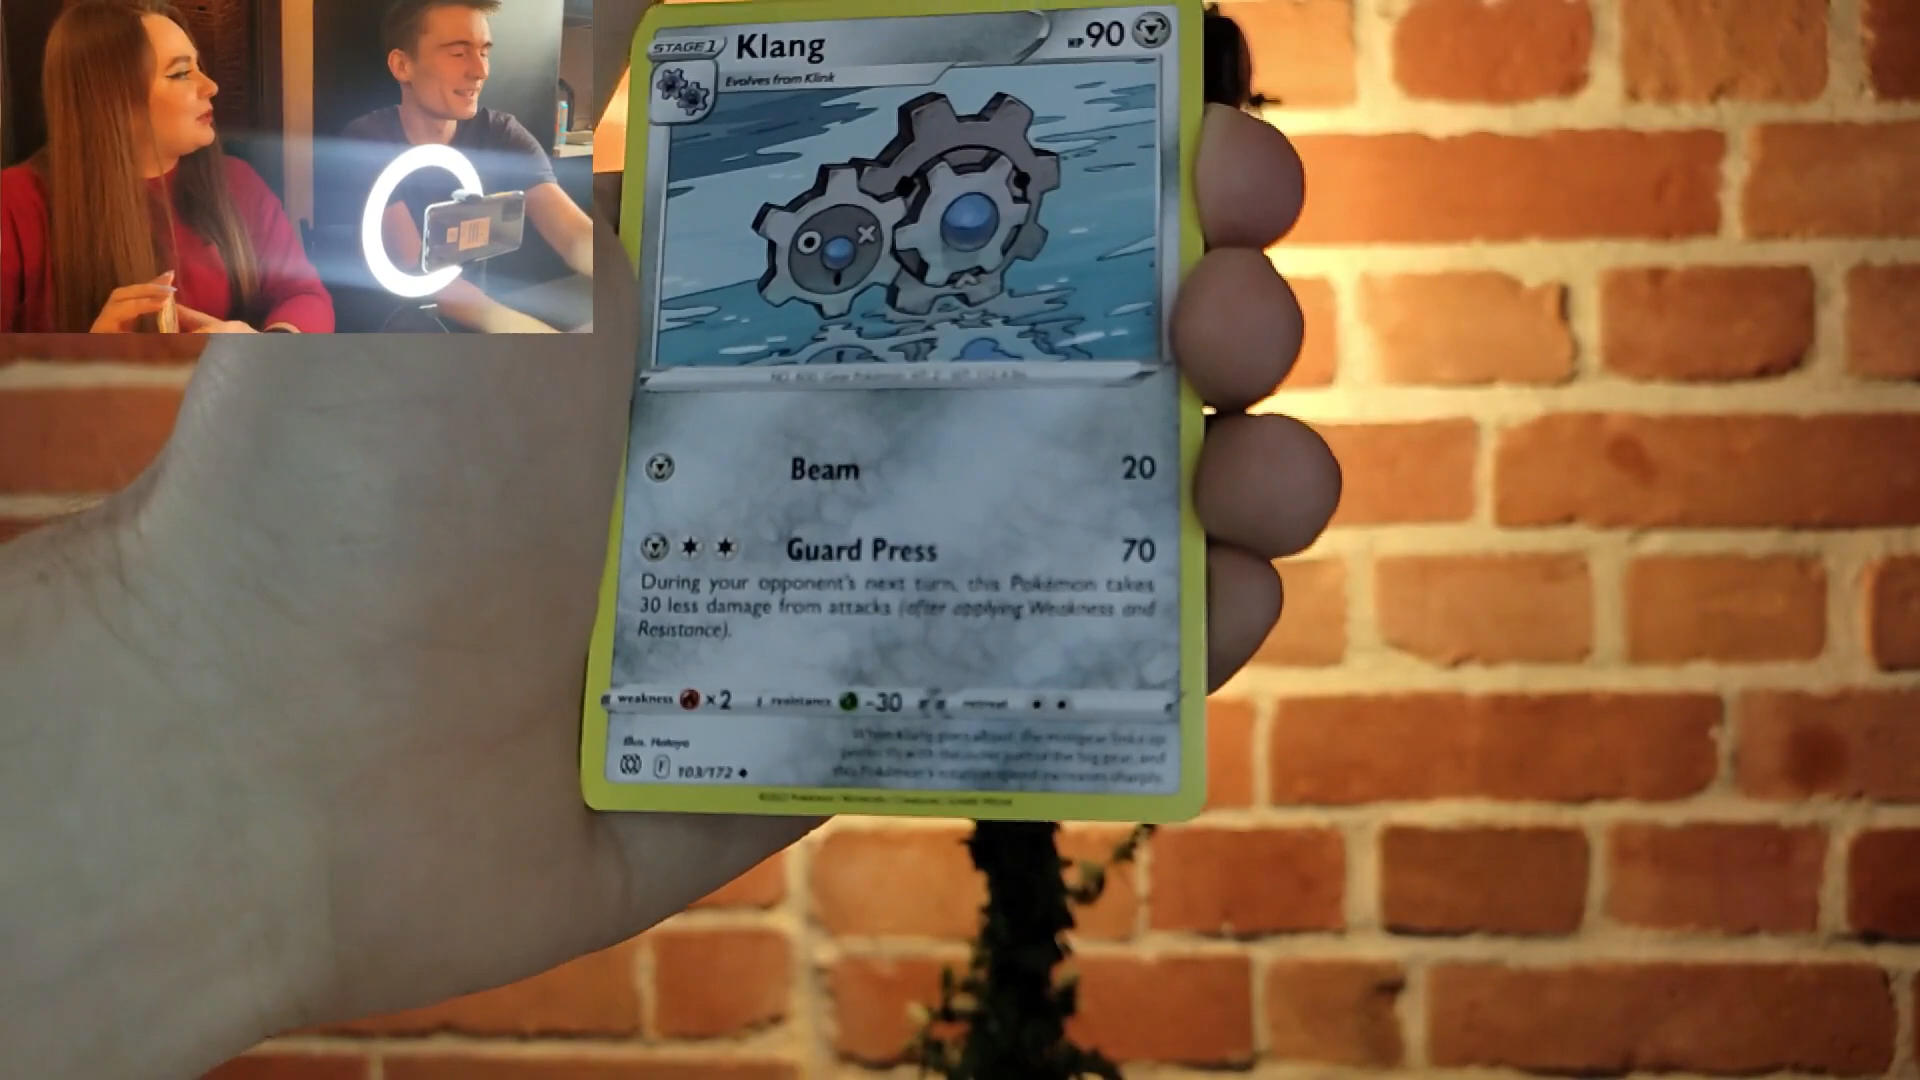 STAGE 1 Klang HP 90
Evolves from Klink
Beam 20
Guard Press 70
During your opponent's next turn, this Pokémon takes
30 less damage from attacks (after applying Weakness and
Resistance).
weakness ×2 resistance -30 retreat
Illus. Hataya
F 103/172